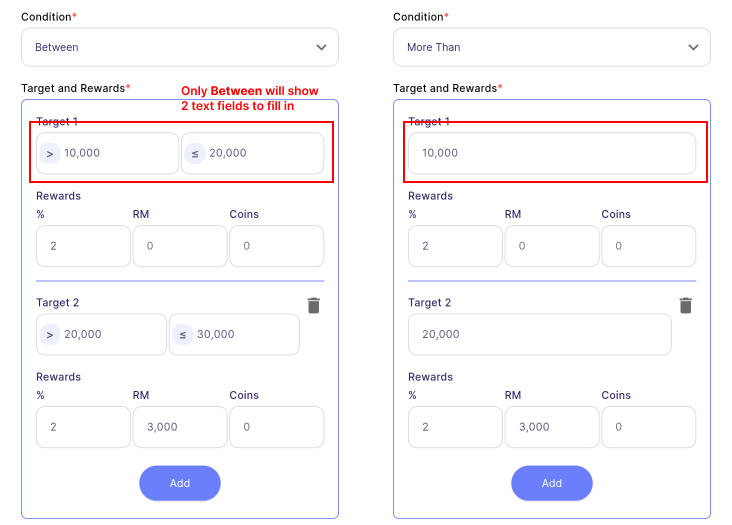 Condition*
Between
Target and Rewards*
Only Between will show
2 text fields to fill in
Target 1
> 10,000
≤ 20,000
Rewards
% RM Coins
2 0 0
Target 2
> 20,000
≤ 30,000
Rewards
% RM Coins
2 3,000 0
Add
Condition*
More Than
Target and Rewards*
Target 1
10,000
Rewards
% RM Coins
2 0 0
Target 2
20,000
Rewards
% RM Coins
2 3,000 0
Add